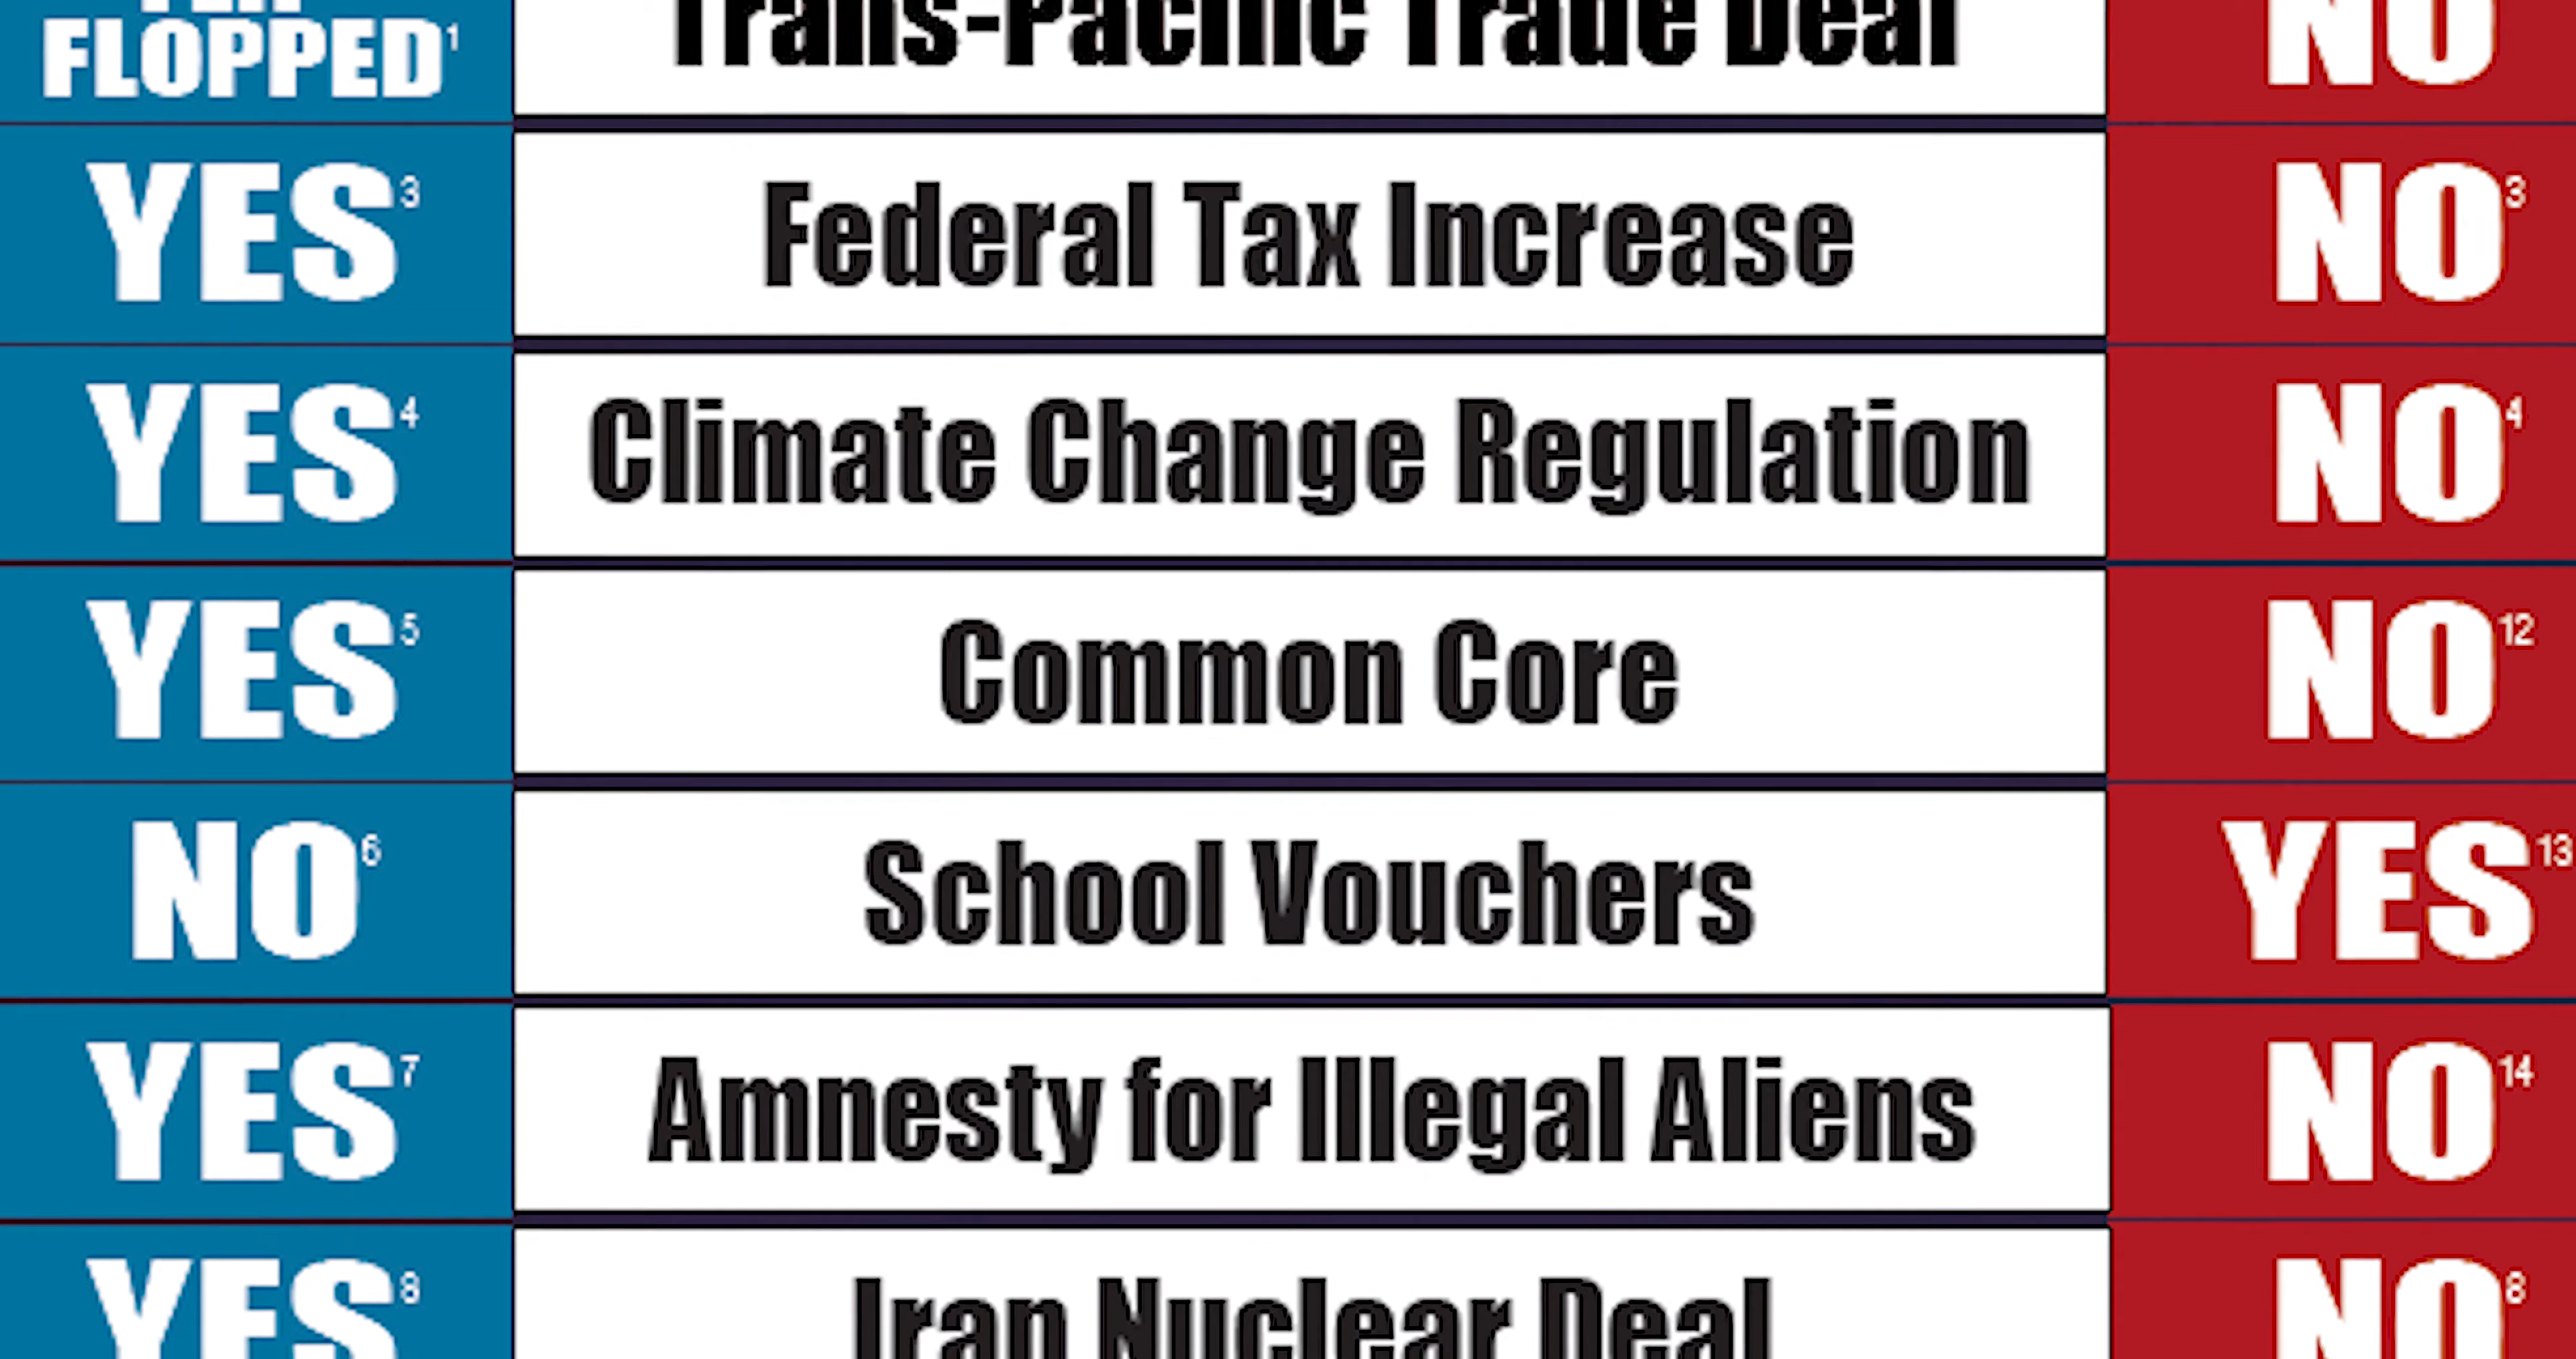 FLOPPED¹ Trans-Pacific Trade Deal NO
YES³ Federal Tax Increase NO³
YES⁴ Climate Change Regulation NO⁴
YES⁵ Common Core NO¹²
NO⁶ School Vouchers YES¹³
YES⁷ Amnesty for Illegal Aliens NO¹⁴
YES⁸ Iran Nuclear Deal NO⁸